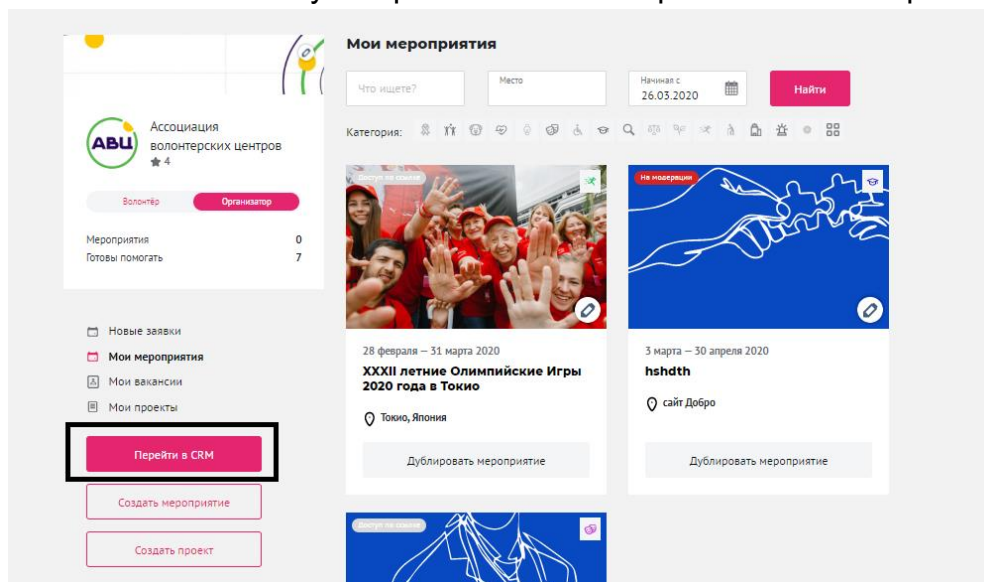 Мои мероприятия
Что ищете?
Место
Начиная с
26.03.2020
Найти
Категория:
АВЦ
Ассоциация
волонтерских центров
4
Волонтёр
Организатор
Мероприятия 0
Готовы помогать 7
Новые заявки
Мои мероприятия
Мои вакансии
Мои проекты
Перейти в CRM
Создать мероприятие
Создать проект
Доступ по ссылке
28 февраля — 31 марта 2020
XXXII летние Олимпийские Игры
2020 года в Токио
Токио, Япония
Дублировать мероприятие
На модерации
3 марта — 30 апреля 2020
hshdth
сайт Добро
Дублировать мероприятие
Доступ по ссылке